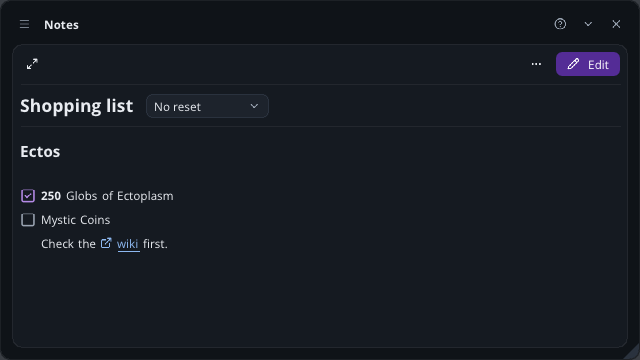 Notes
Edit
Shopping list
No reset
Ectos
250 Globs of Ectoplasm
Mystic Coins
Check the wiki first.